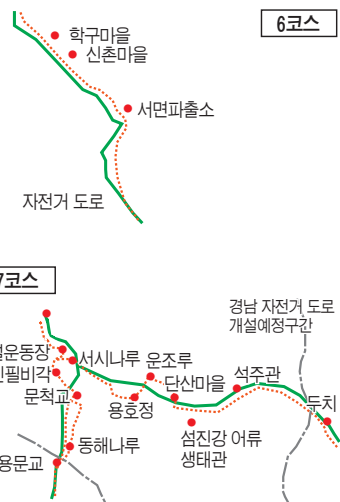 6코스
학구마을
신촌마을
서면파출소
자전거 도로
7코스
경남 자전거 도로
개설예정구간
서시나루
운조루
석주관
단산마을
문척교
용호정
두치
섬진강 어류
생태관
동해나루
용문교